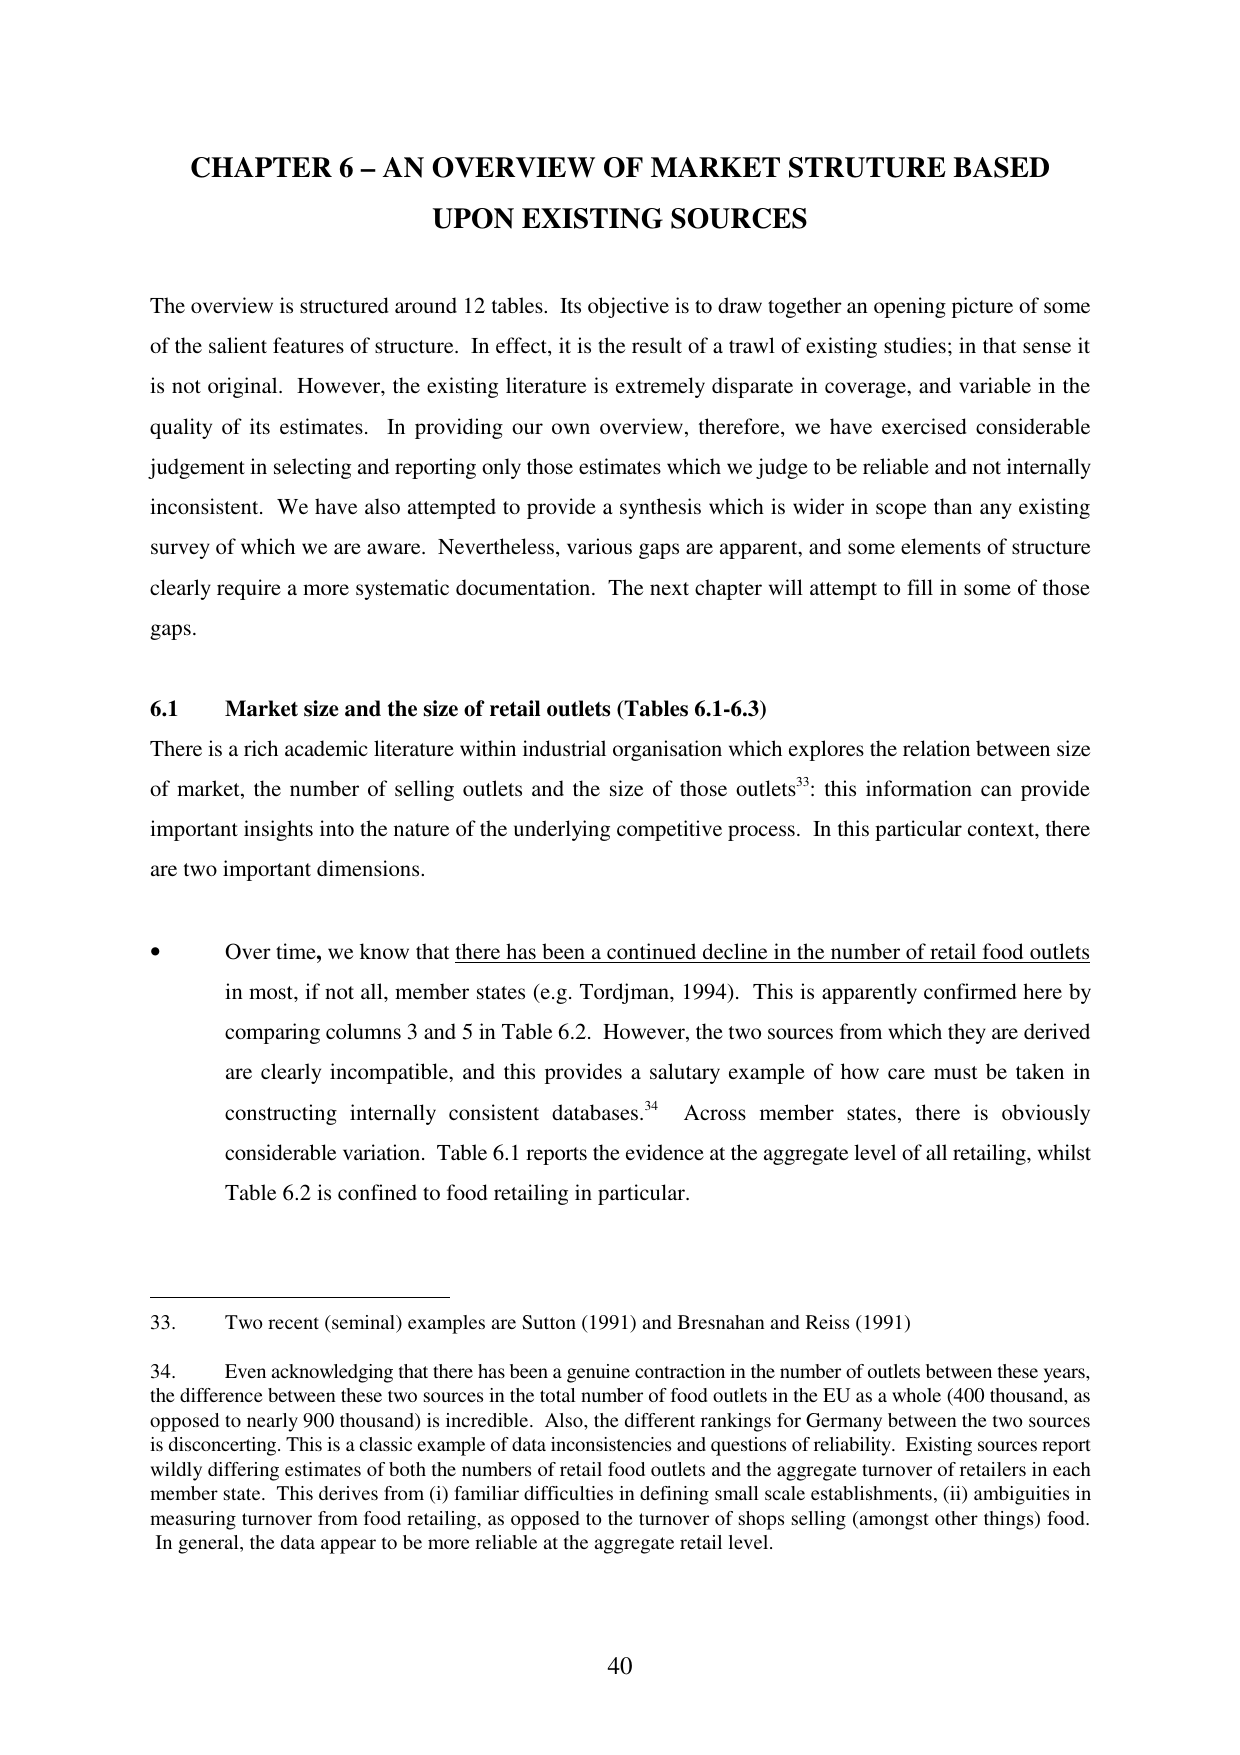 CHAPTER 6 – AN OVERVIEW OF MARKET STRUTURE BASED
UPON EXISTING SOURCES
The overview is structured around 12 tables. Its objective is to draw together an opening picture of some
of the salient features of structure. In effect, it is the result of a trawl of existing studies; in that sense it
is not original. However, the existing literature is extremely disparate in coverage, and variable in the
quality of its estimates. In providing our own overview, therefore, we have exercised considerable
judgement in selecting and reporting only those estimates which we judge to be reliable and not internally
inconsistent. We have also attempted to provide a synthesis which is wider in scope than any existing
survey of which we are aware. Nevertheless, various gaps are apparent, and some elements of structure
clearly require a more systematic documentation. The next chapter will attempt to fill in some of those
gaps.
6.1 Market size and the size of retail outlets (Tables 6.1-6.3)
There is a rich academic literature within industrial organisation which explores the relation between size
of market, the number of selling outlets and the size of those outlets33: this information can provide
important insights into the nature of the underlying competitive process. In this particular context, there
are two important dimensions.
• Over time, we know that there has been a continued decline in the number of retail food outlets
in most, if not all, member states (e.g. Tordjman, 1994). This is apparently confirmed here by
comparing columns 3 and 5 in Table 6.2. However, the two sources from which they are derived
are clearly incompatible, and this provides a salutary example of how care must be taken in
constructing internally consistent databases.34 Across member states, there is obviously
considerable variation. Table 6.1 reports the evidence at the aggregate level of all retailing, whilst
Table 6.2 is confined to food retailing in particular.
33. Two recent (seminal) examples are Sutton (1991) and Bresnahan and Reiss (1991)
34. Even acknowledging that there has been a genuine contraction in the number of outlets between these years,
the difference between these two sources in the total number of food outlets in the EU as a whole (400 thousand, as
opposed to nearly 900 thousand) is incredible. Also, the different rankings for Germany between the two sources
is disconcerting. This is a classic example of data inconsistencies and questions of reliability. Existing sources report
wildly differing estimates of both the numbers of retail food outlets and the aggregate turnover of retailers in each
member state. This derives from (i) familiar difficulties in defining small scale establishments, (ii) ambiguities in
measuring turnover from food retailing, as opposed to the turnover of shops selling (amongst other things) food.
In general, the data appear to be more reliable at the aggregate retail level.
40